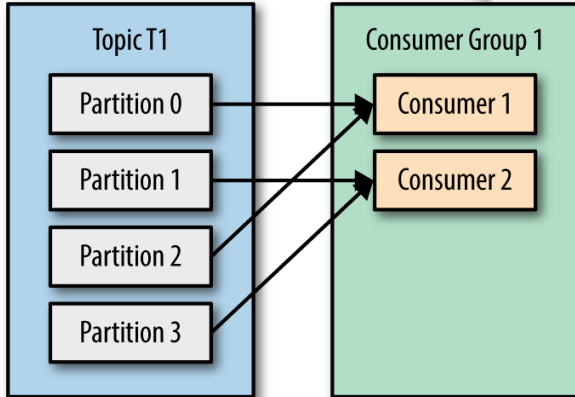 Topic T1
Partition 0
Partition 1
Partition 2
Partition 3
Consumer Group 1
Consumer 1
Consumer 2